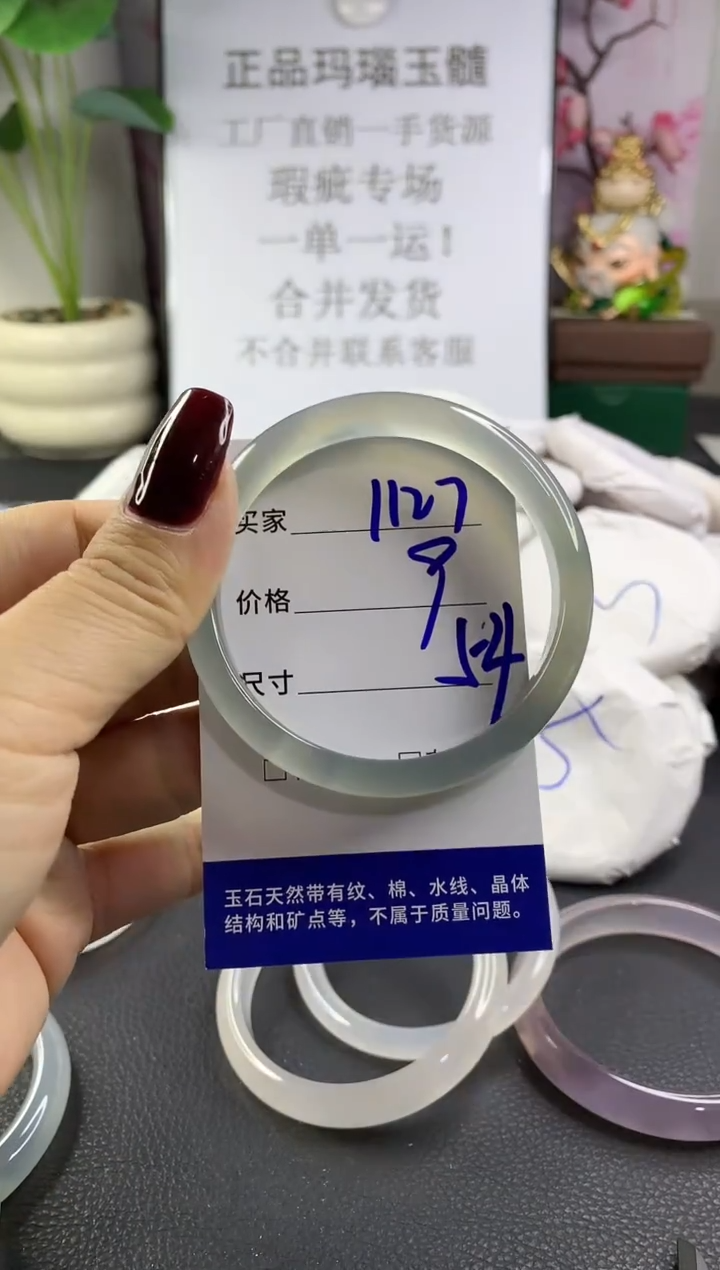 正品玛瑙玉髓
工厂直销一手货源
瑕疵专场
一单一运！
合并发货
不合并联系客服
买家 1127
价格 9
尺寸 54
玉石天然带有纹、棉、水线、晶体
结构和矿点等，不属于质量问题。